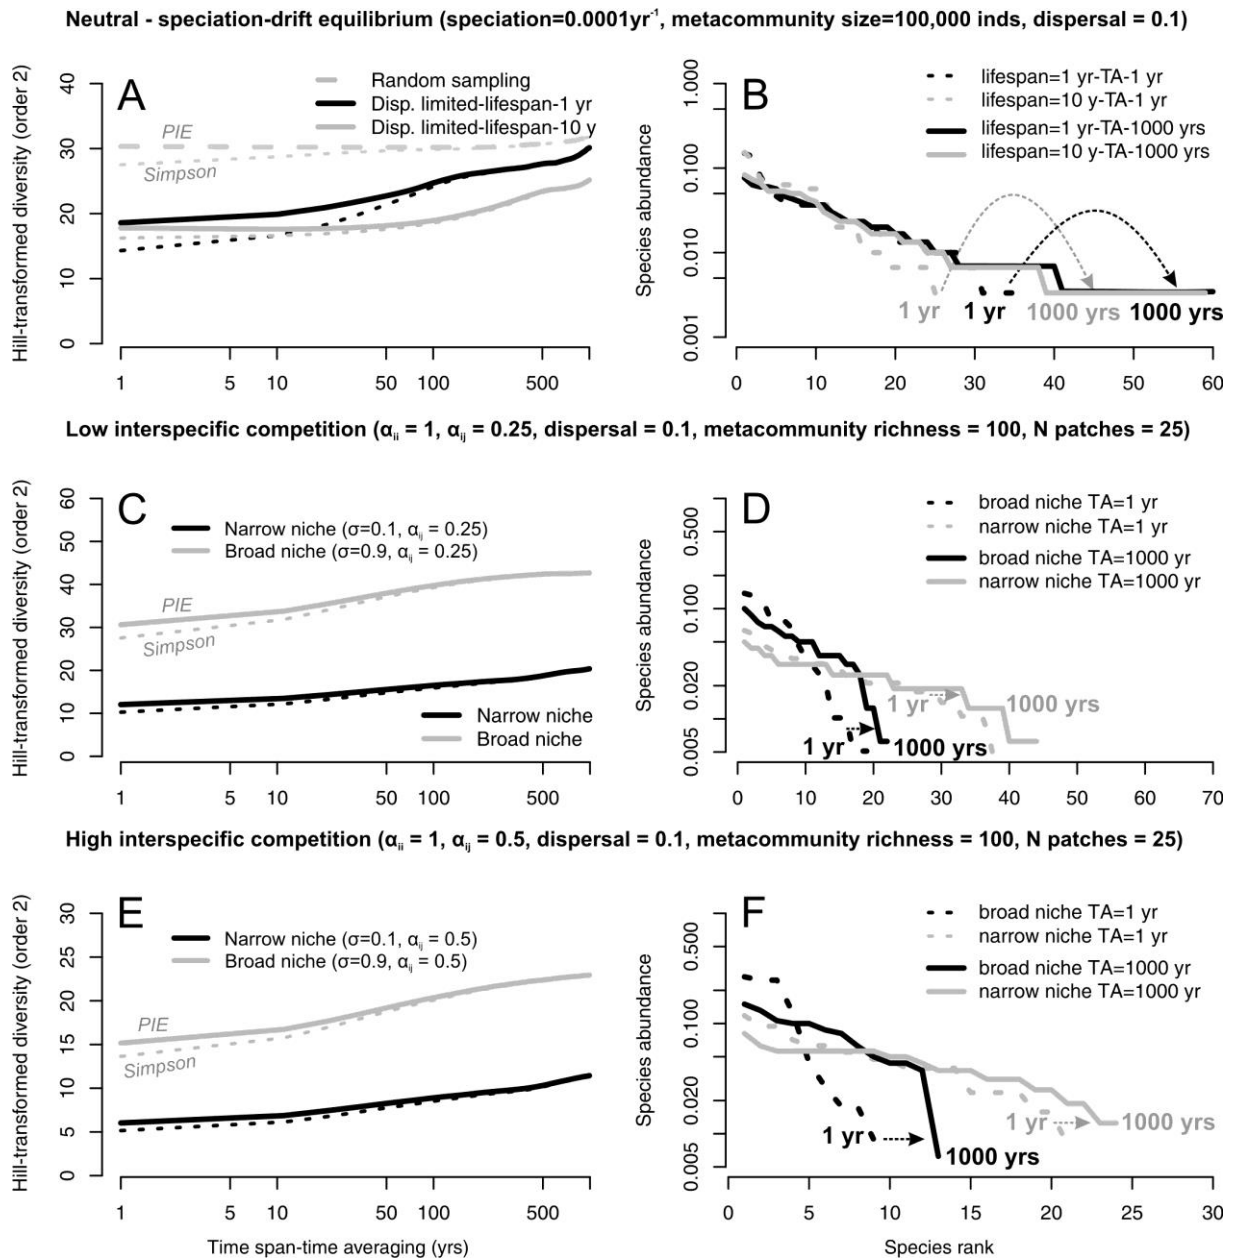 Neutral - speciation-drift equilibrium (speciation=0.0001yr⁻¹, metacommunity size=100,000 inds, dispersal = 0.1)
A
Hill-transformed diversity (order 2)
40
30
20
10
0
Random sampling
Disp. limited-lifespan-1 yr
Disp. limited-lifespan-10 y
PIE
Simpson
1 5 10 50 100 500
B
Species abundance
1.000
0.100
0.010
0.001
lifespan=1 yr-TA-1 yr
lifespan=10 y-TA-1 yr
lifespan=1 yr-TA-1000 yrs
lifespan=10 y-TA-1000 yrs
1 yr 1 yr 1000 yrs 1000 yrs
0 10 20 30 40 50 60
Low interspecific competition (αᵢᵢ = 1, αᵢⱼ = 0.25, dispersal = 0.1, metacommunity richness = 100, N patches = 25)
C
Hill-transformed diversity (order 2)
60
50
40
30
20
10
0
Narrow niche (σ=0.1, αᵢⱼ = 0.25)
Broad niche (σ=0.9, αᵢⱼ = 0.25)
PIE
Simpson
Narrow niche
Broad niche
1 5 10 50 100 500
D
Species abundance
0.500
0.100
0.020
0.005
broad niche TA=1 yr
narrow niche TA=1 yr
broad niche TA=1000 yr
narrow niche TA=1000 yr
1 yr 1000 yrs
1 yr 1000 yrs
0 10 20 30 40 50 60 70
High interspecific competition (αᵢᵢ = 1, αᵢⱼ = 0.5, dispersal = 0.1, metacommunity richness = 100, N patches = 25)
E
Hill-transformed diversity (order 2)
30
25
20
15
10
5
0
Narrow niche (σ=0.1, αᵢⱼ = 0.5)
Broad niche (σ=0.9, αᵢⱼ = 0.5)
PIE
Simpson
1 5 10 50 100 500
Time span-time averaging (yrs)
F
Species abundance
0.500
0.100
0.020
0.005
broad niche TA=1 yr
narrow niche TA=1 yr
broad niche TA=1000 yr
narrow niche TA=1000 yr
1 yr 1000 yrs
1 yr 1000 yrs
0 5 10 15 20 25 30
Species rank